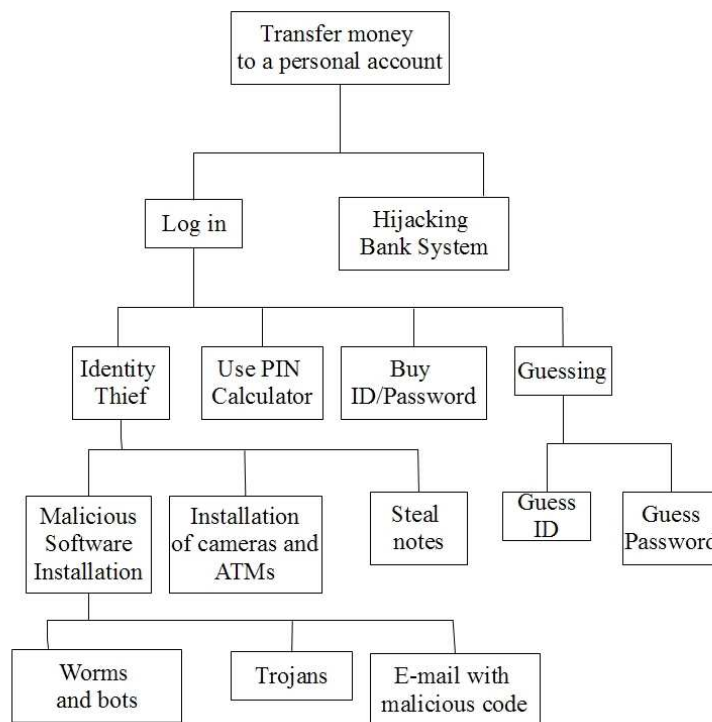 Transfer money
to a personal account
Log in
Hijacking
Bank System
Identity
Thief
Use PIN
Calculator
Buy
ID/Password
Guessing
Malicious
Software
Installation
Installation
of cameras and
ATMs
Steal
notes
Guess
ID
Guess
Password
Worms
and bots
Trojans
E-mail with
malicious code